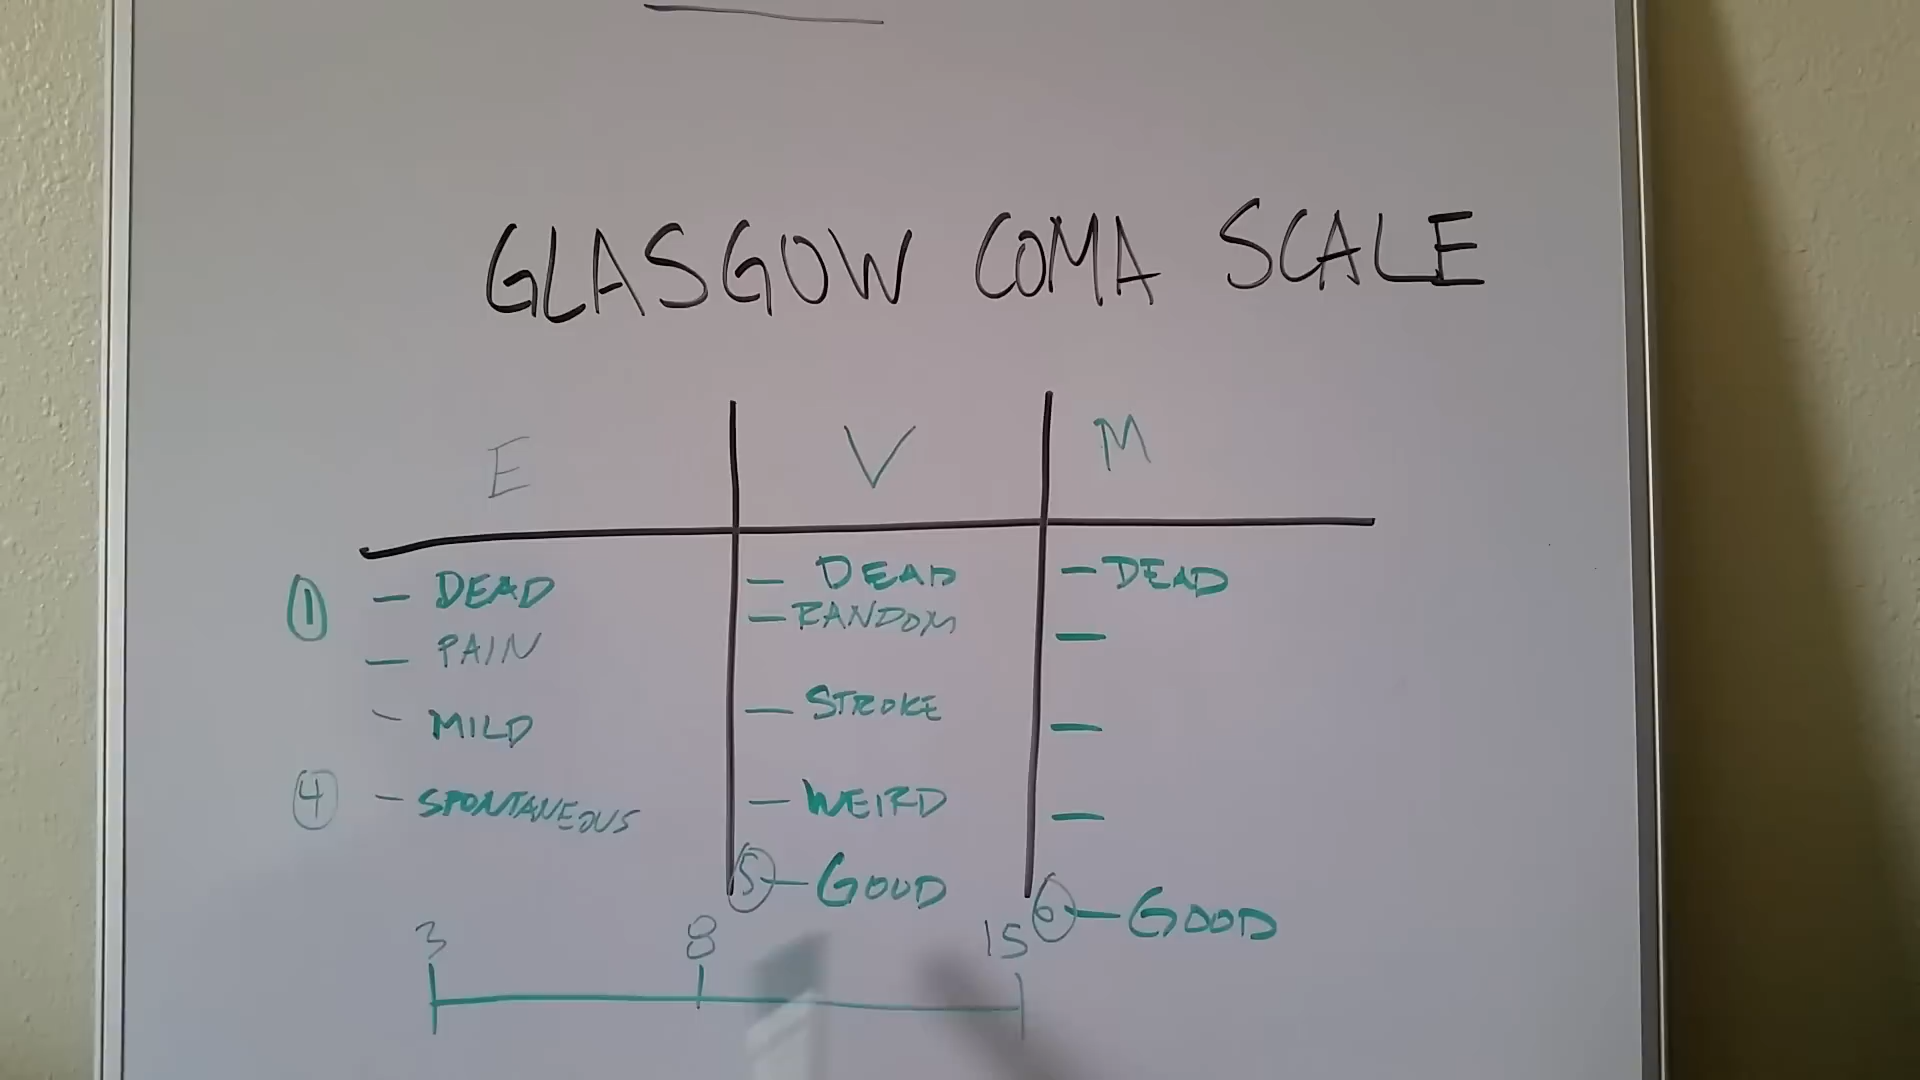 GLASGOW COMA SCALE
E V M
1 – DEAD – DEAD – DEAD
– PAIN – RANDOM –
– MILD – STROKE –
4 – SPONTANEOUS – WEIRD –
5 – GOOD 6 – GOOD
3 8 15